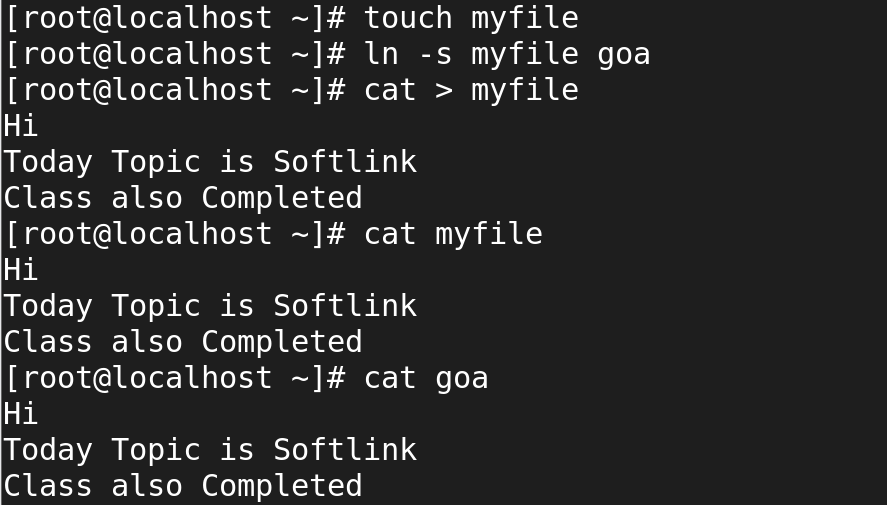 [root@localhost ~]# touch myfile
[root@localhost ~]# ln -s myfile goa
[root@localhost ~]# cat > myfile
Hi
Today Topic is Softlink
Class also Completed
[root@localhost ~]# cat myfile
Hi
Today Topic is Softlink
Class also Completed
[root@localhost ~]# cat goa
Hi
Today Topic is Softlink
Class also Completed